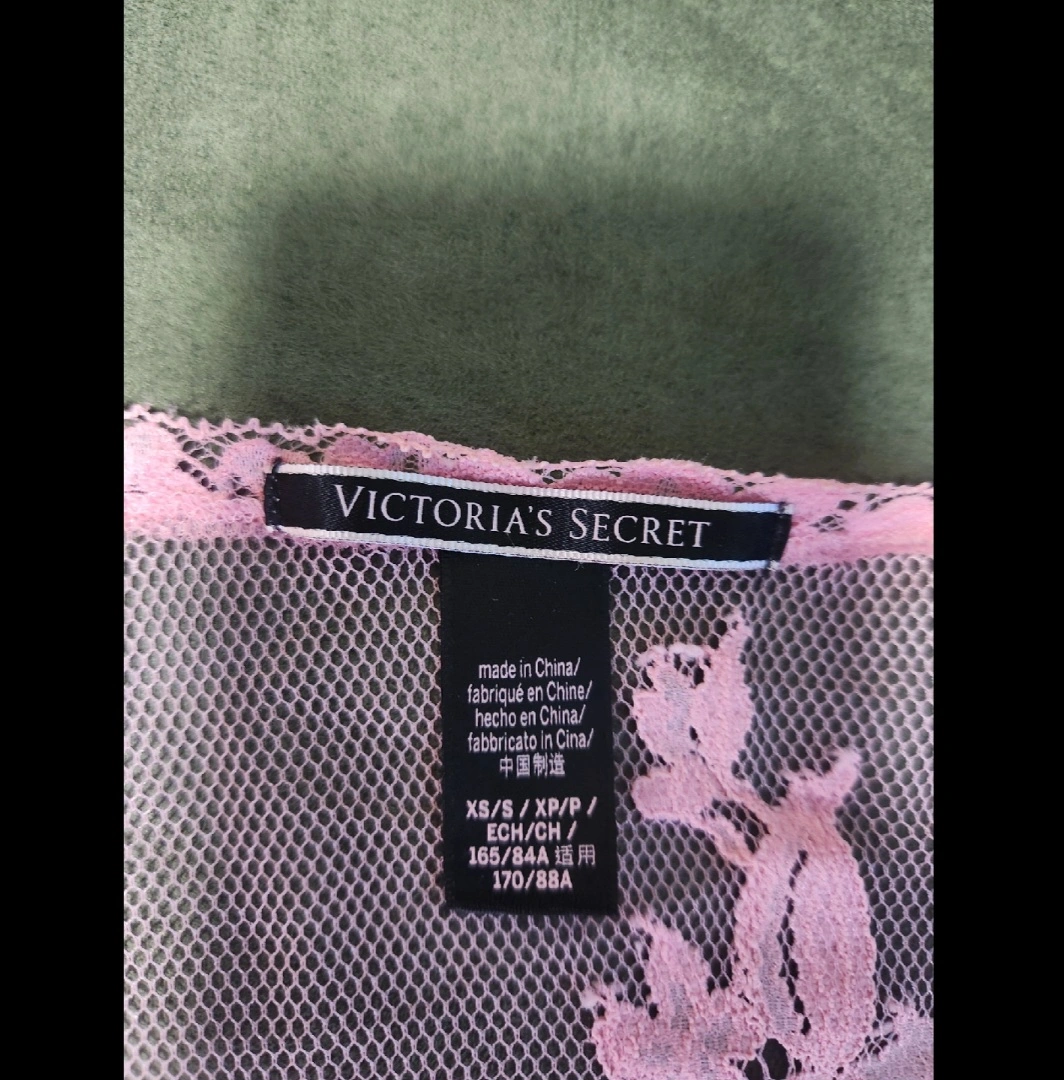 VICTORIA'S SECRET
made in China/
fabriqué en Chine/
hecho en China/
fabbricato in Cina/
中国制造
XS/S / XP/P /
ECH/CH /
165/84A 适用
170/88A